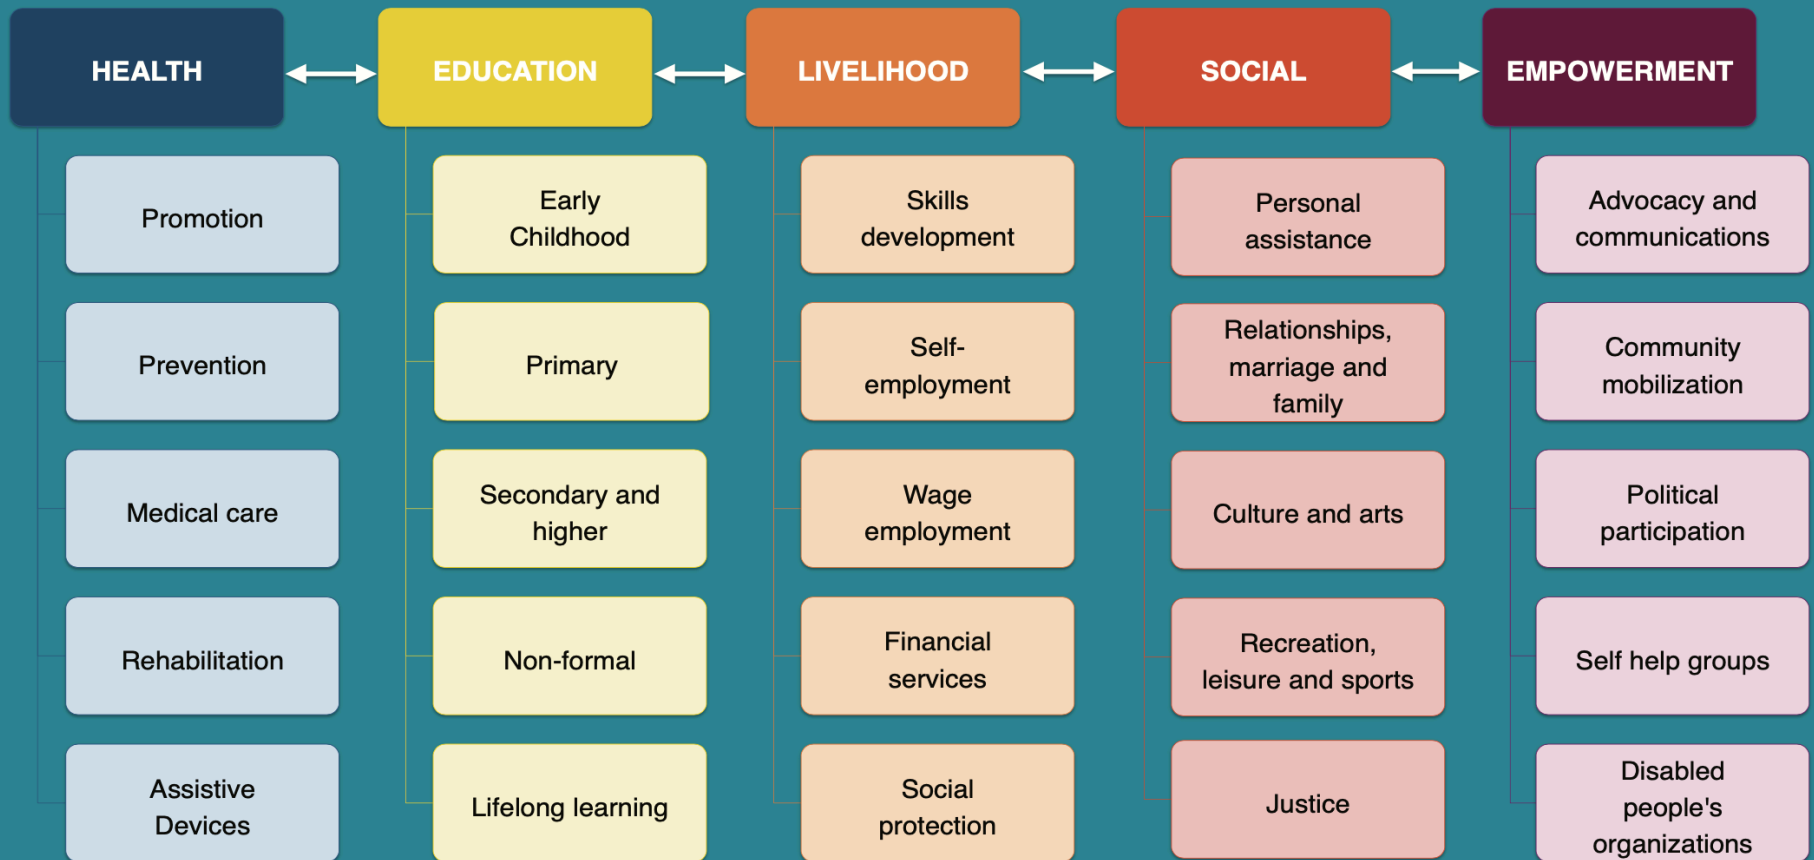 HEALTH
EDUCATION
LIVELIHOOD
SOCIAL
EMPOWERMENT
Promotion
Prevention
Medical care
Rehabilitation
Assistive
Devices
Early
Childhood
Primary
Secondary and
higher
Non-formal
Lifelong learning
Skills
development
Self-
employment
Wage
employment
Financial
services
Social
protection
Personal
assistance
Relationships,
marriage and
family
Culture and arts
Recreation,
leisure and sports
Justice
Advocacy and
communications
Community
mobilization
Political
participation
Self help groups
Disabled
people's
organizations